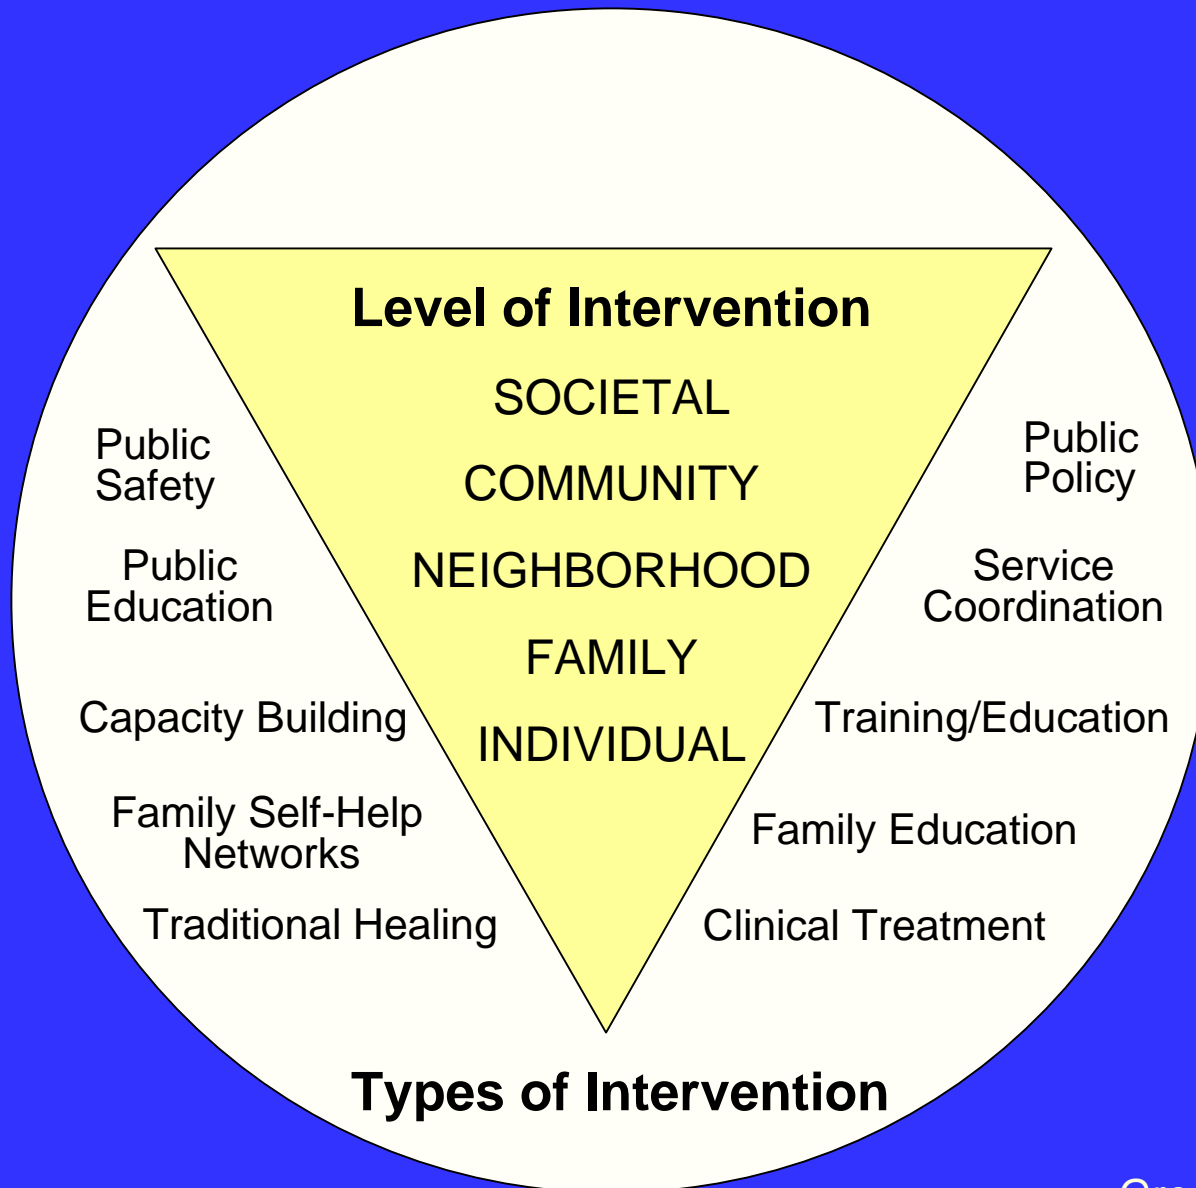 Level of Intervention
SOCIETAL
COMMUNITY
NEIGHBORHOOD
FAMILY
INDIVIDUAL
Public
Safety
Public
Education
Capacity Building
Family Self-Help
Networks
Traditional Healing
Public
Policy
Service
Coordination
Training/Education
Family Education
Clinical Treatment
Types of Intervention